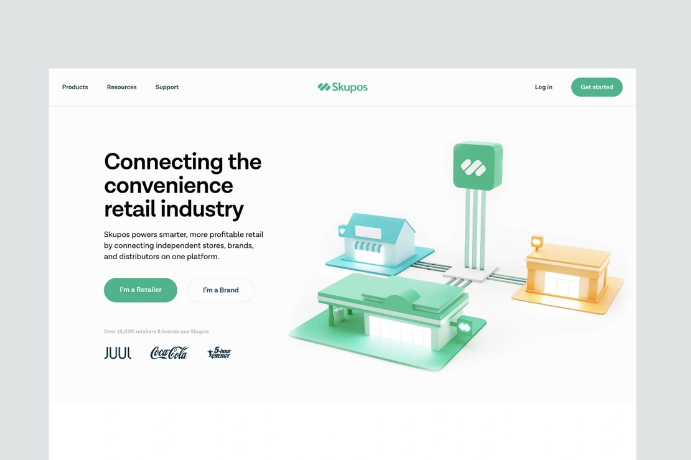 Products Resources Support Skupos Log in Get started
Connecting the
convenience
retail industry
Skupos powers smarter, more profitable retail
by connecting independent stores, brands,
and distributors on one platform.
I'm a Retailer I'm a Brand
Over 14,000 retailers & brands use Skupos
JUUL Coca-Cola 5-hour ENERGY